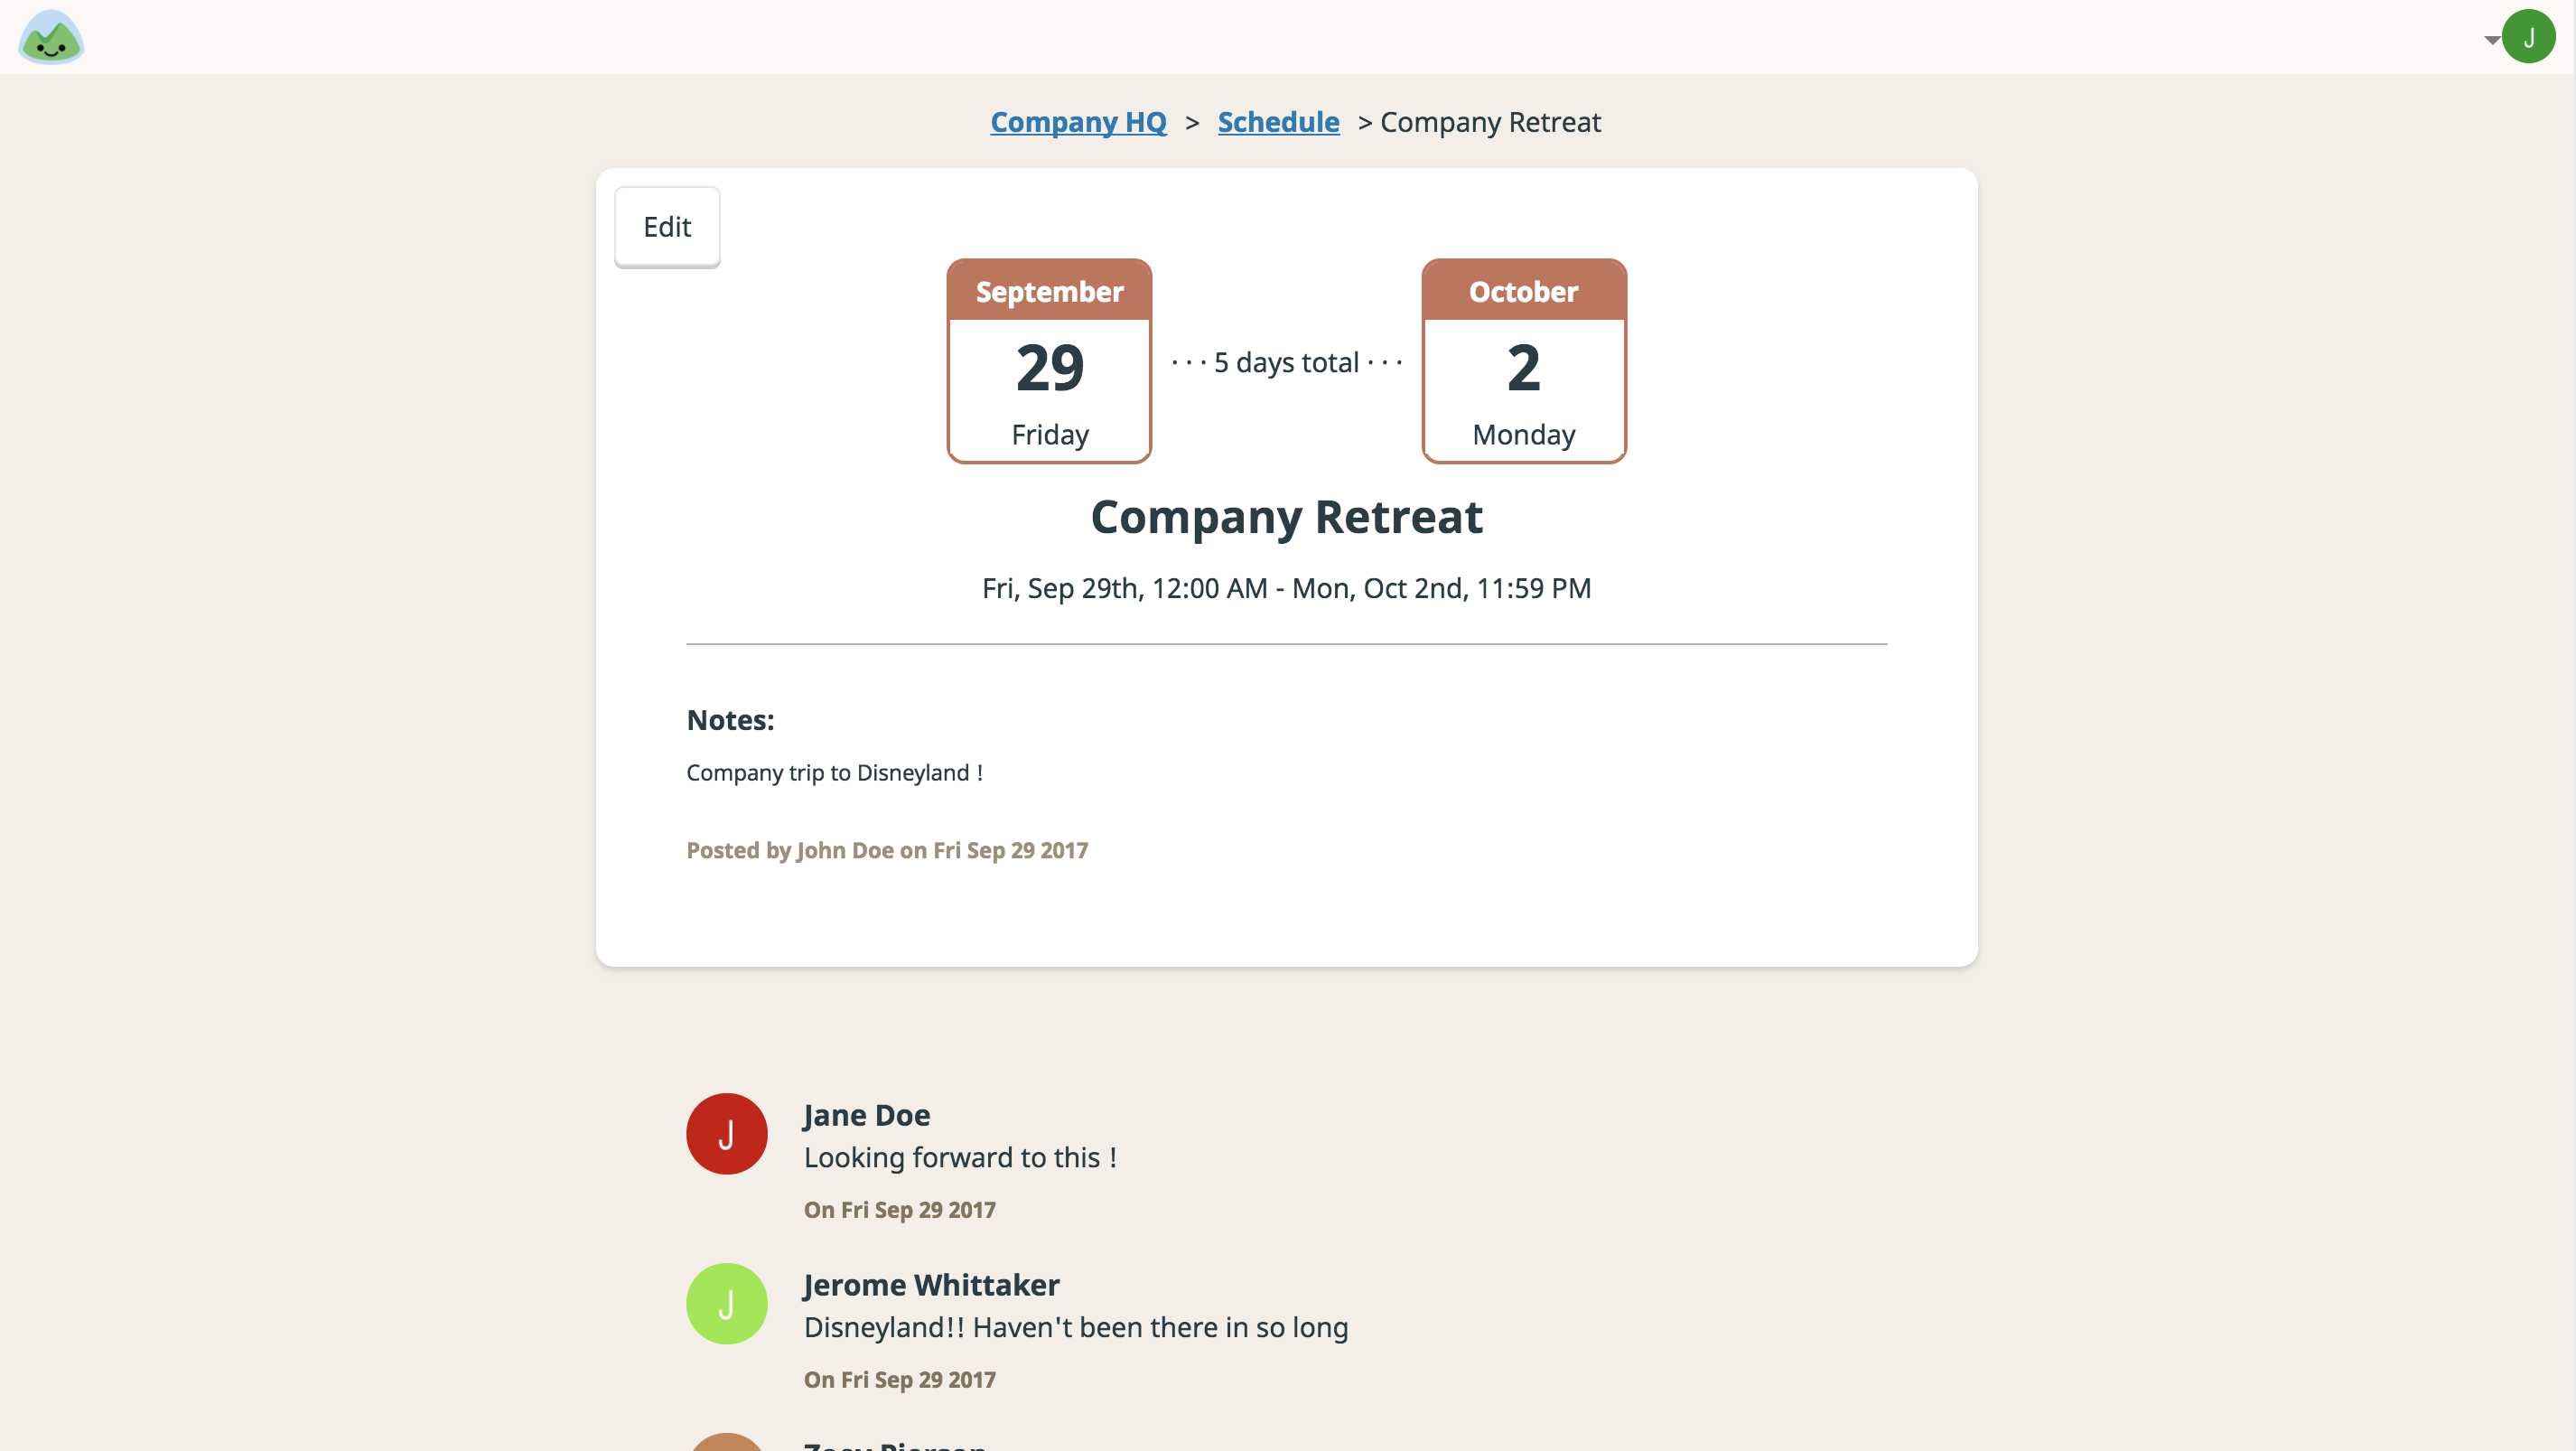 J
Company HQ > Schedule > Company Retreat
Edit
September
29
Friday
· · · 5 days total · · ·
October
2
Monday
Company Retreat
Fri, Sep 29th, 12:00 AM - Mon, Oct 2nd, 11:59 PM
Notes:
Company trip to Disneyland !
Posted by John Doe on Fri Sep 29 2017
J
Jane Doe
Looking forward to this !
On Fri Sep 29 2017
J
Jerome Whittaker
Disneyland!! Haven't been there in so long
On Fri Sep 29 2017